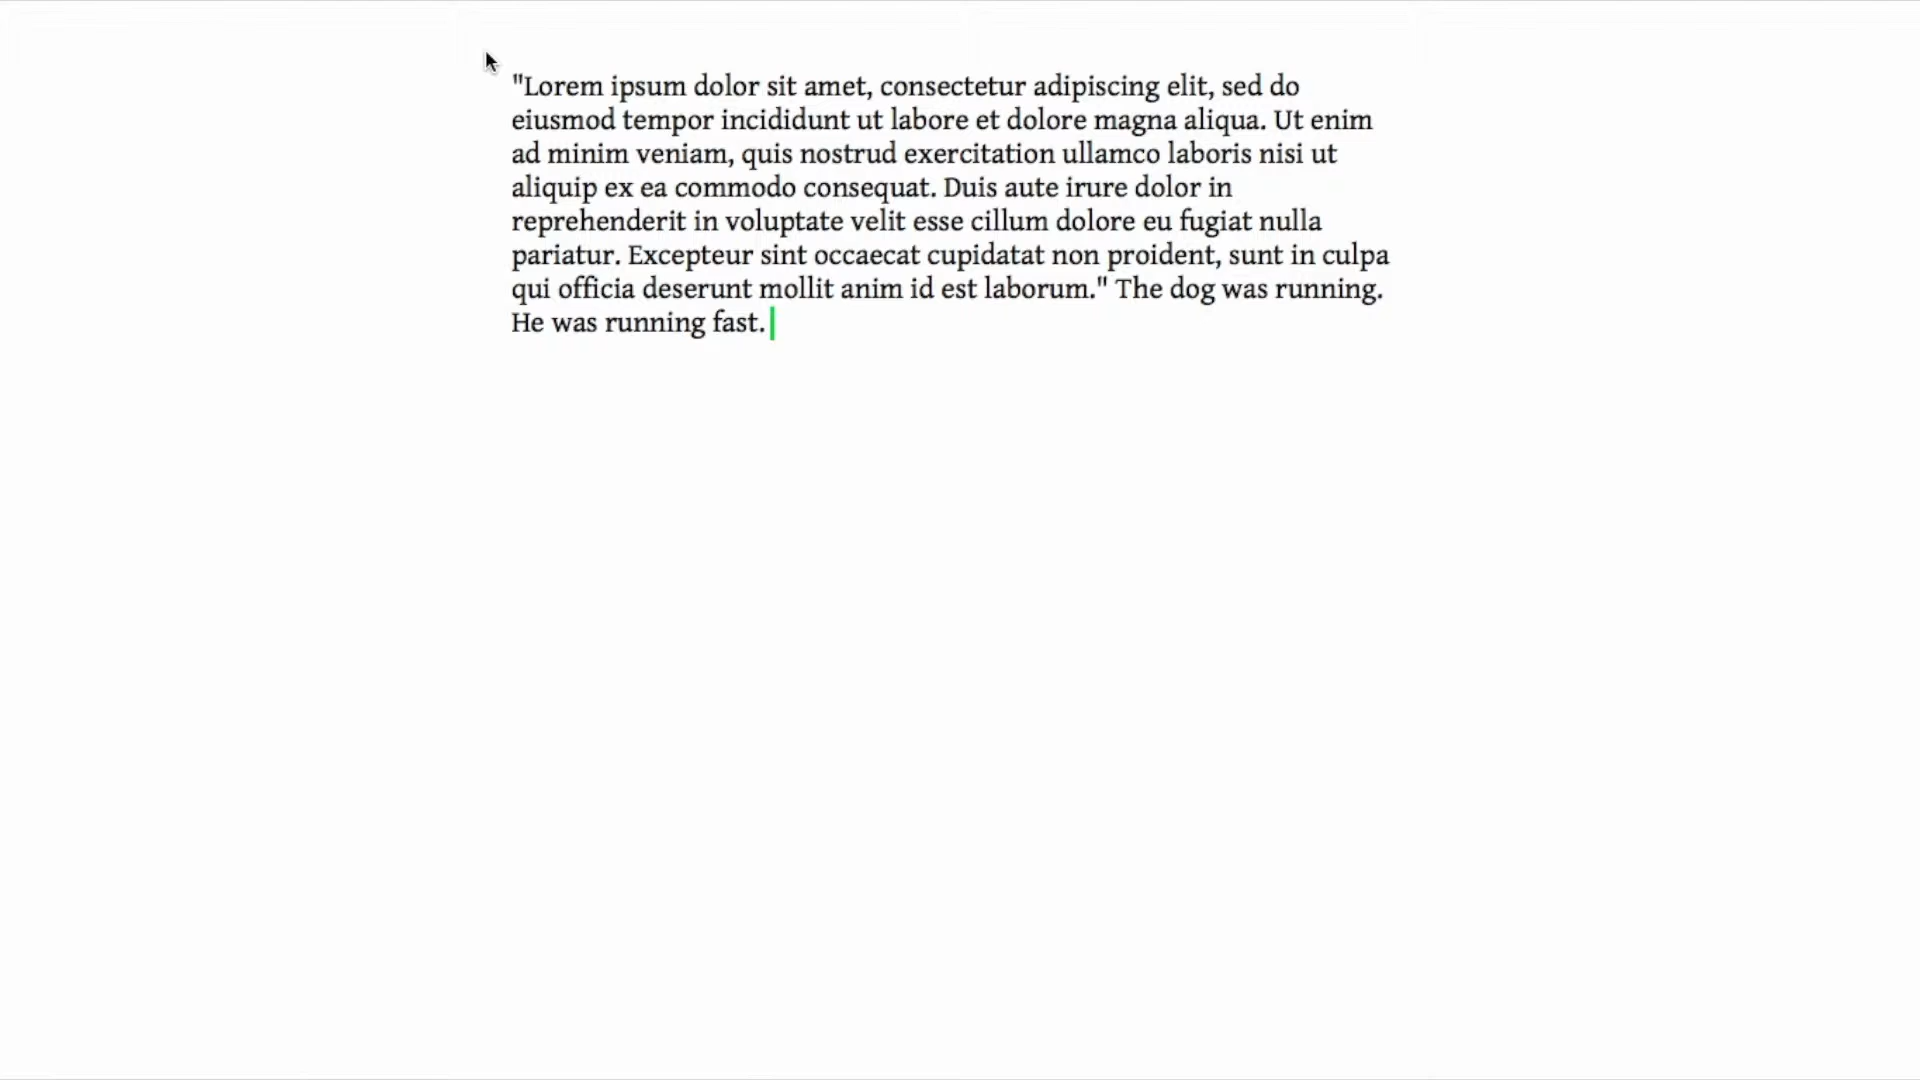 "Lorem ipsum dolor sit amet, consectetur adipiscing elit, sed do
eiusmod tempor incididunt ut labore et dolore magna aliqua. Ut enim
ad minim veniam, quis nostrud exercitation ullamco laboris nisi ut
aliquip ex ea commodo consequat. Duis aute irure dolor in
reprehenderit in voluptate velit esse cillum dolore eu fugiat nulla
pariatur. Excepteur sint occaecat cupidatat non proident, sunt in culpa
qui officia deserunt mollit anim id est laborum." The dog was running.
He was running fast.